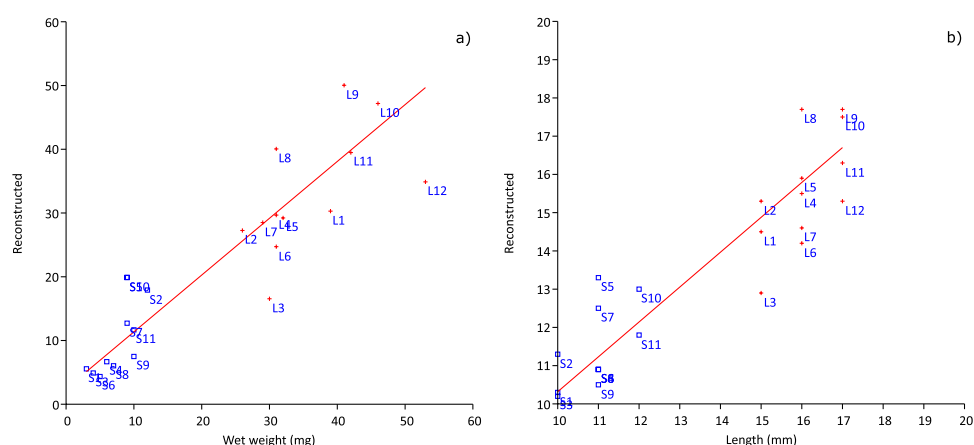 60
50
40
30
20
10
0
Reconstructed
0
10
20
30
40
50
60
Wet weight (mg)
a)
L9
L10
L8
L11
L12
L1
L4
L5
L2
L7
L6
L3
S10
S2
S7
S11
S9
S4
S8
S3
S6
20
19
18
17
16
15
14
13
12
11
10
Reconstructed
10
11
12
13
14
15
16
17
18
19
20
Length (mm)
b)
L8
L9
L10
L11
L5
L4
L2
L12
L7
L1
L6
L3
S5
S10
S7
S11
S2
S9
S1
S3